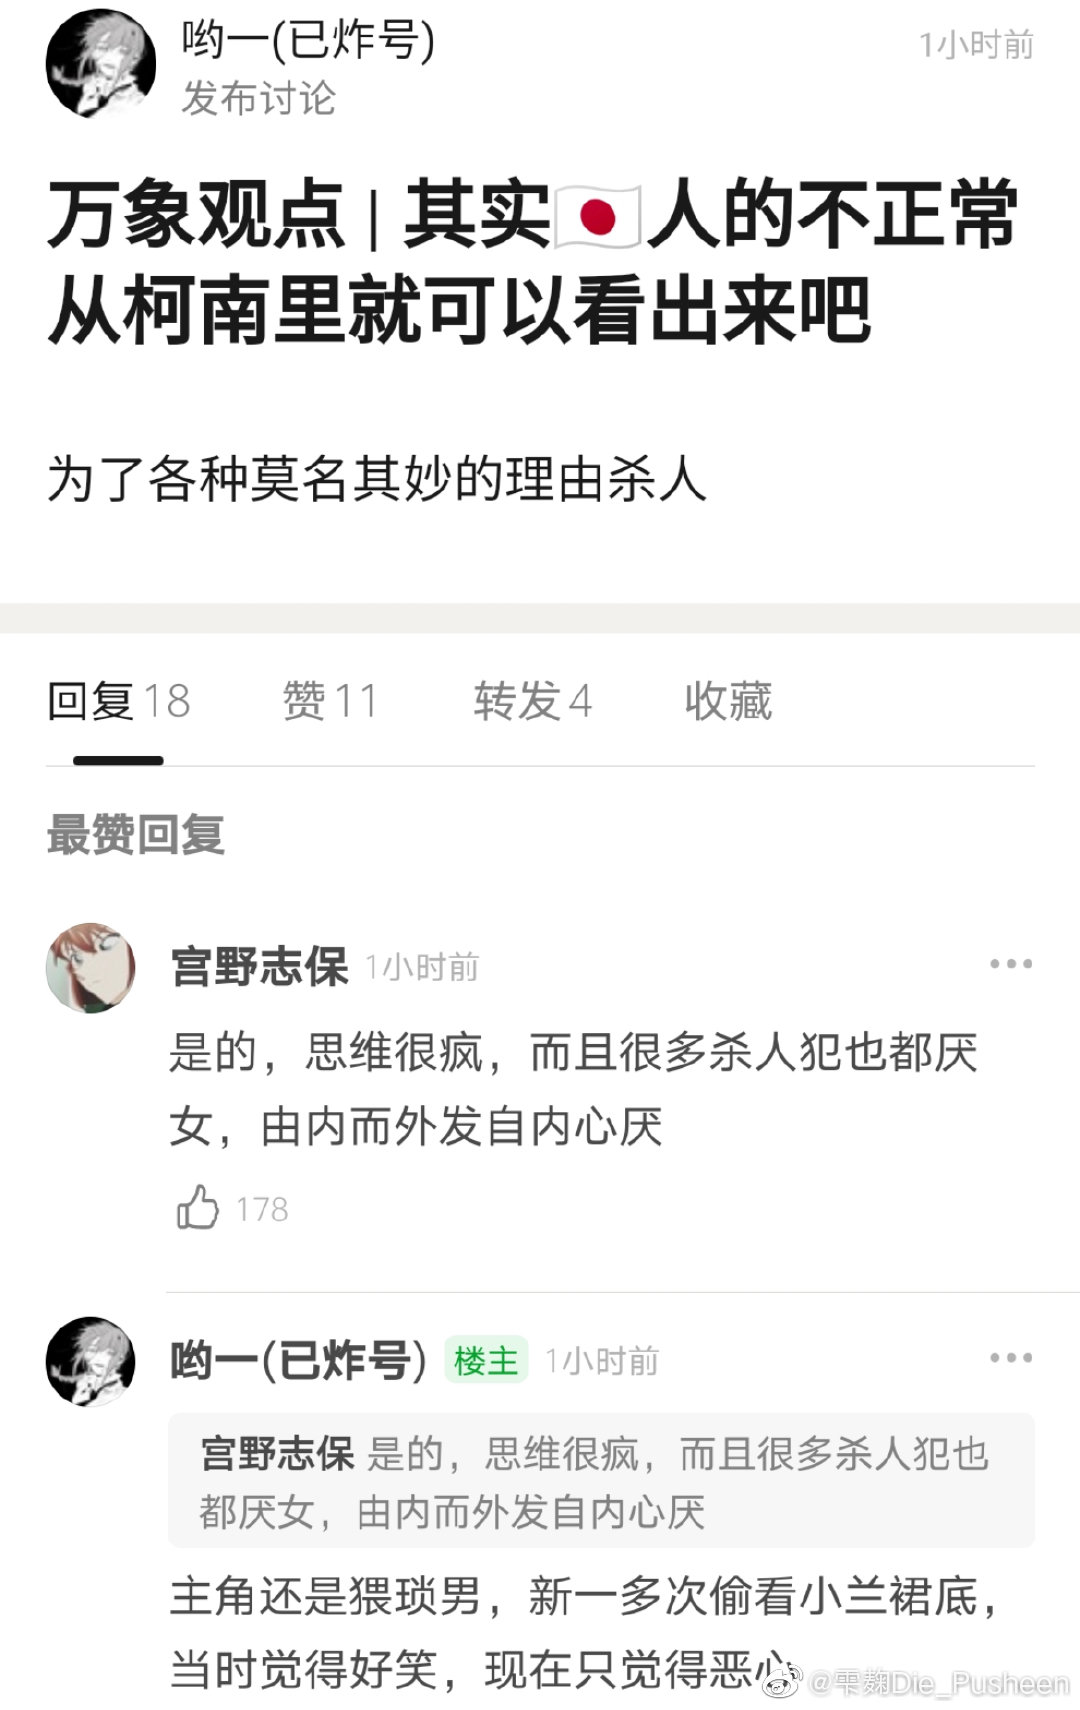 哟一(已炸号)
1小时前
发布讨论
万象观点 | 其实🇯🇵人的不正常
从柯南里就可以看出来吧
为了各种莫名其妙的理由杀人
回复 18 赞 11 转发 4 收藏
最赞回复
宫野志保 1小时前
是的，思维很疯，而且很多杀人犯也都厌
女，由内而外发自内心厌
178
哟一(已炸号) 楼主 1小时前
宫野志保 是的，思维很疯，而且很多杀人犯也
都厌女，由内而外发自内心厌
主角还是猥琐男，新一多次偷看小兰裙底，
当时觉得好笑，现在只觉得恶心
@雫麹Die_Pusheen